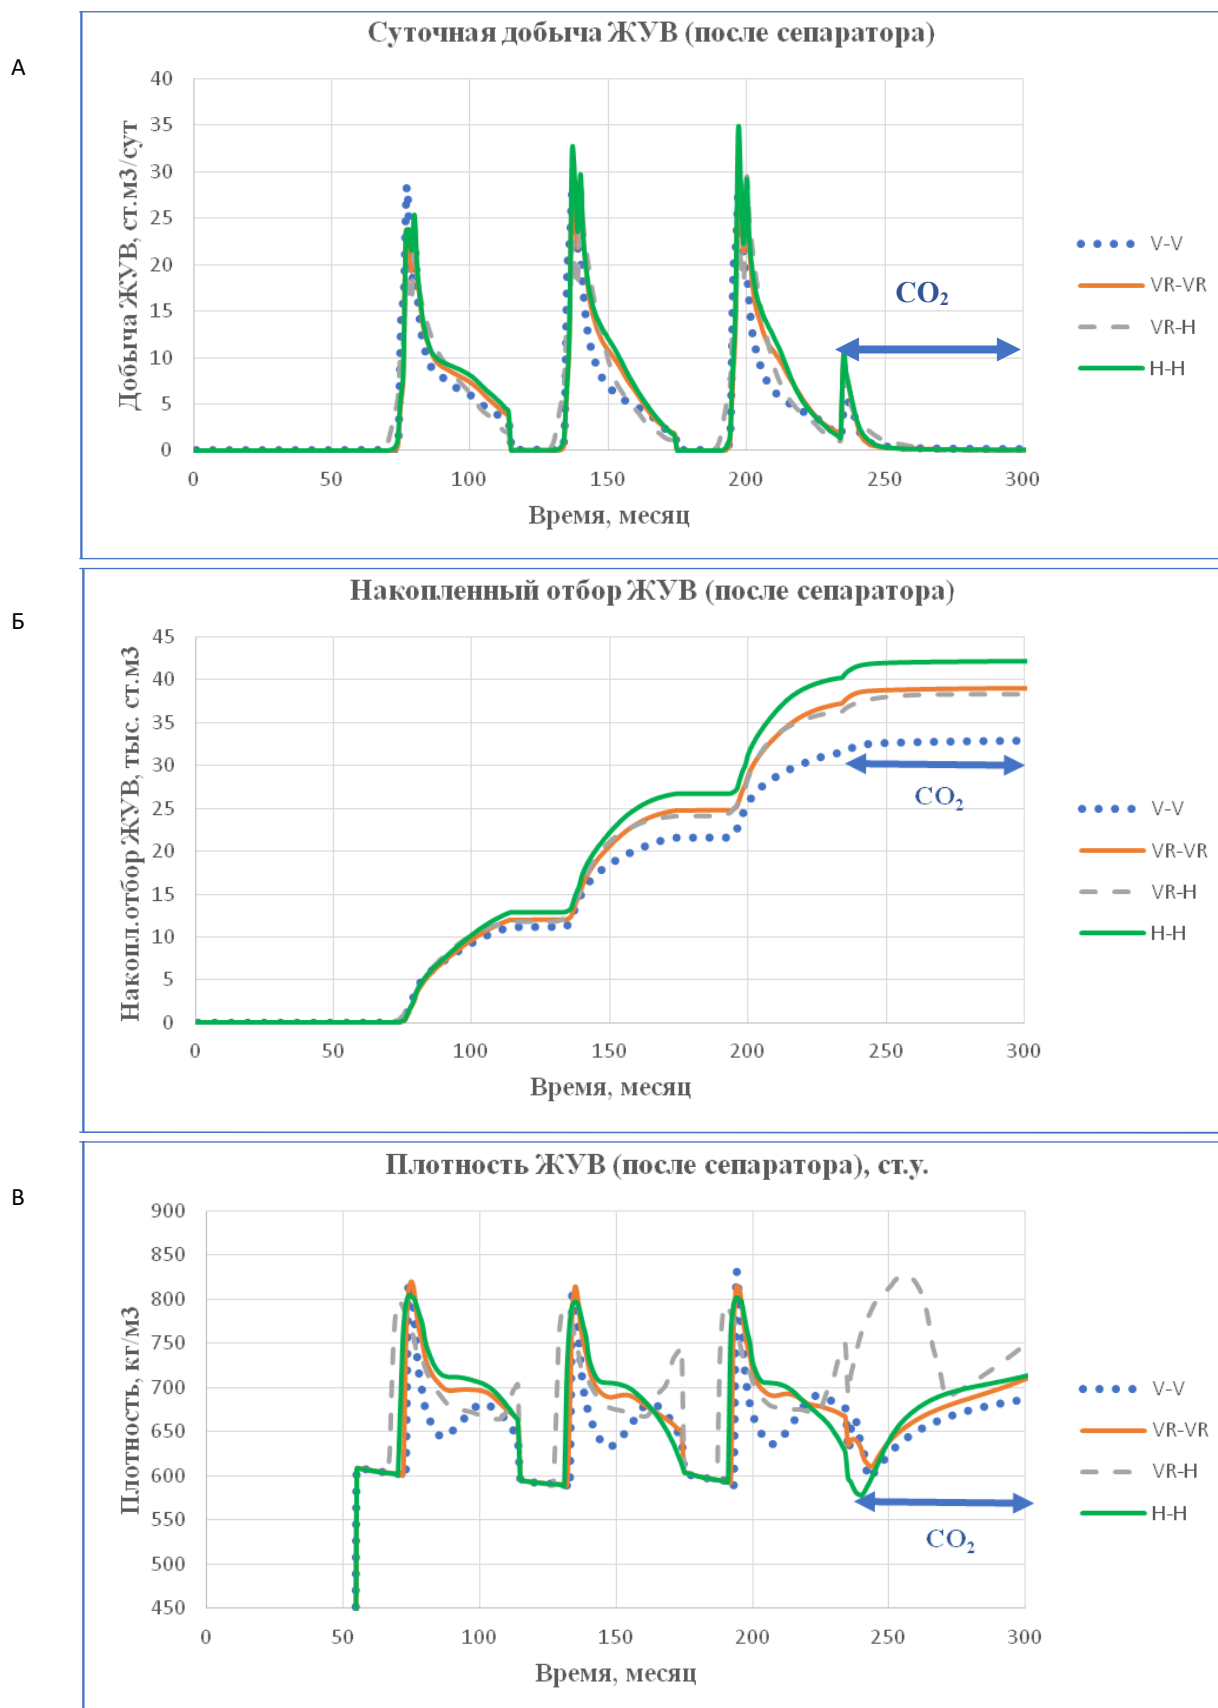 Суточная добыча ЖУВ (после сепаратора)
А
Добыча ЖУВ, ст.м3/сут
40
35
30
25
20
15
10
5
0
0 50 100 150 200 250 300
Время, месяц
CO₂
V-V
VR-VR
VR-H
H-H
Накопленный отбор ЖУВ (после сепаратора)
Б
Накопл.отбор ЖУВ, тыс. ст.м3
45
40
35
30
25
20
15
10
5
0
0 50 100 150 200 250 300
Время, месяц
CO₂
V-V
VR-VR
VR-H
H-H
Плотность ЖУВ (после сепаратора), ст.у.
В
Плотность, кг/м3
900
850
800
750
700
650
600
550
500
450
0 50 100 150 200 250 300
Время, месяц
CO₂
V-V
VR-VR
VR-H
H-H